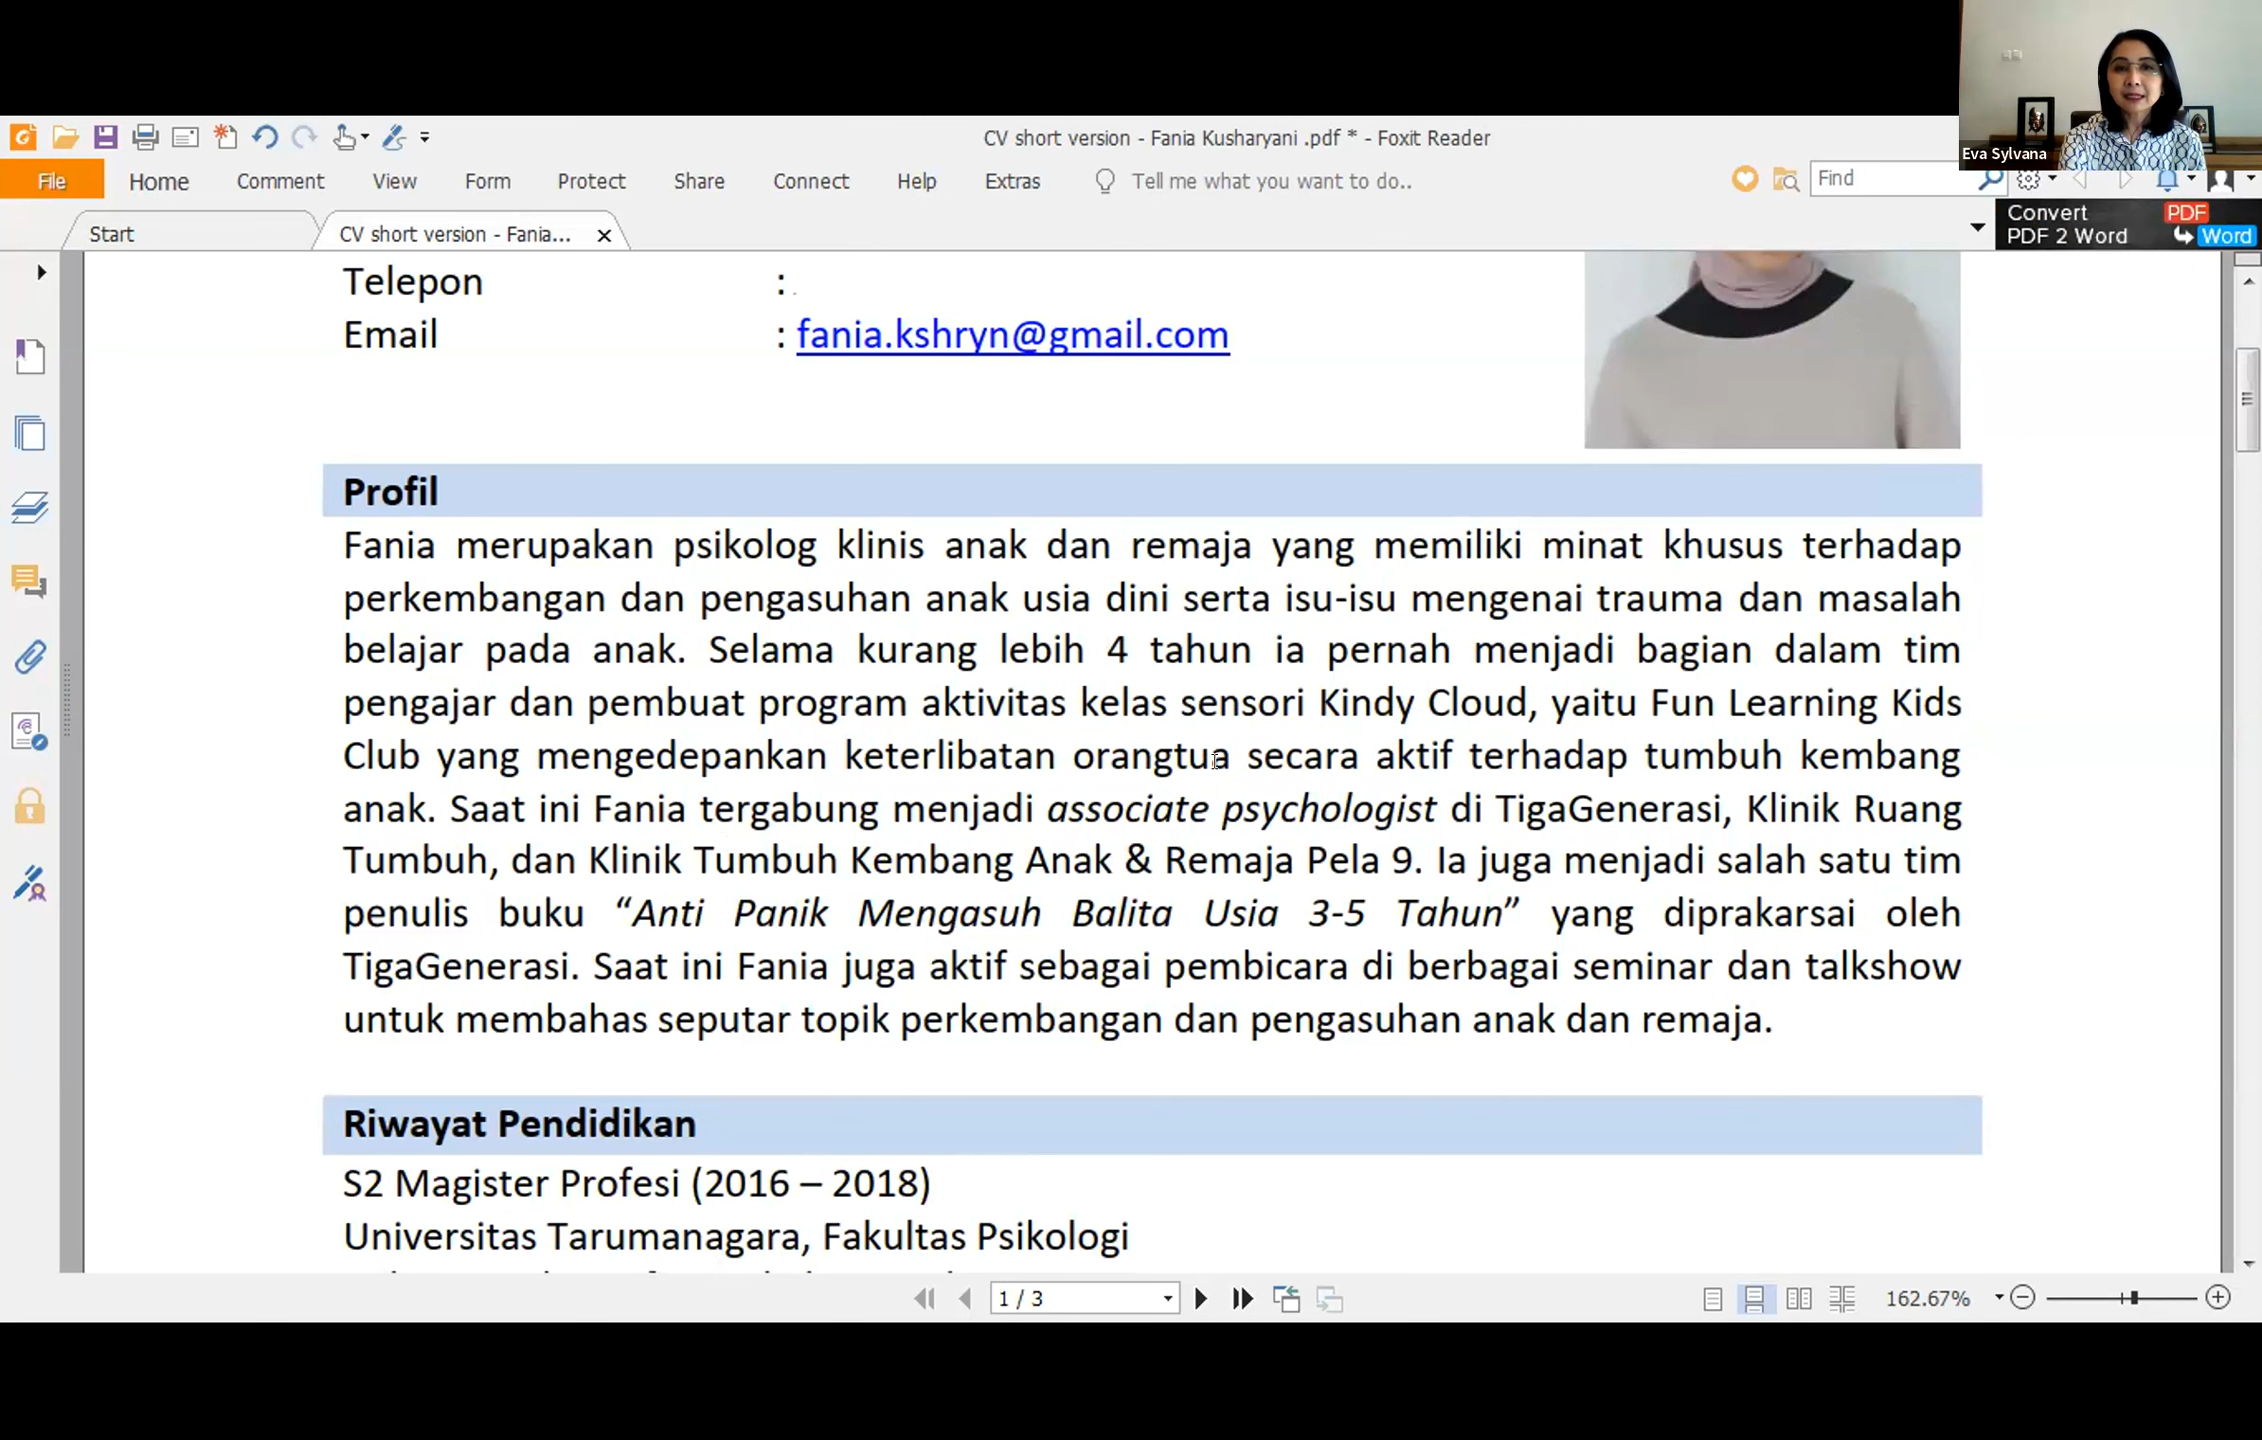 Eva Sylvana
CV short version - Fania Kusharyani .pdf * - Foxit Reader
File Home Comment View Form Protect Share Connect Help Extras Tell me what you want to do.. Find
Start CV short version - Fania...
Convert PDF
PDF 2 Word Word
Telepon :
Email : fania.kshryn@gmail.com
Profil
Fania merupakan psikolog klinis anak dan remaja yang memiliki minat khusus terhadap
perkembangan dan pengasuhan anak usia dini serta isu-isu mengenai trauma dan masalah
belajar pada anak. Selama kurang lebih 4 tahun ia pernah menjadi bagian dalam tim
pengajar dan pembuat program aktivitas kelas sensori Kindy Cloud, yaitu Fun Learning Kids
Club yang mengedepankan keterlibatan orangtua secara aktif terhadap tumbuh kembang
anak. Saat ini Fania tergabung menjadi associate psychologist di TigaGenerasi, Klinik Ruang
Tumbuh, dan Klinik Tumbuh Kembang Anak & Remaja Pela 9. Ia juga menjadi salah satu tim
penulis buku “Anti Panik Mengasuh Balita Usia 3-5 Tahun” yang diprakarsai oleh
TigaGenerasi. Saat ini Fania juga aktif sebagai pembicara di berbagai seminar dan talkshow
untuk membahas seputar topik perkembangan dan pengasuhan anak dan remaja.
Riwayat Pendidikan
S2 Magister Profesi (2016 – 2018)
Universitas Tarumanagara, Fakultas Psikologi
1 / 3 162.67%